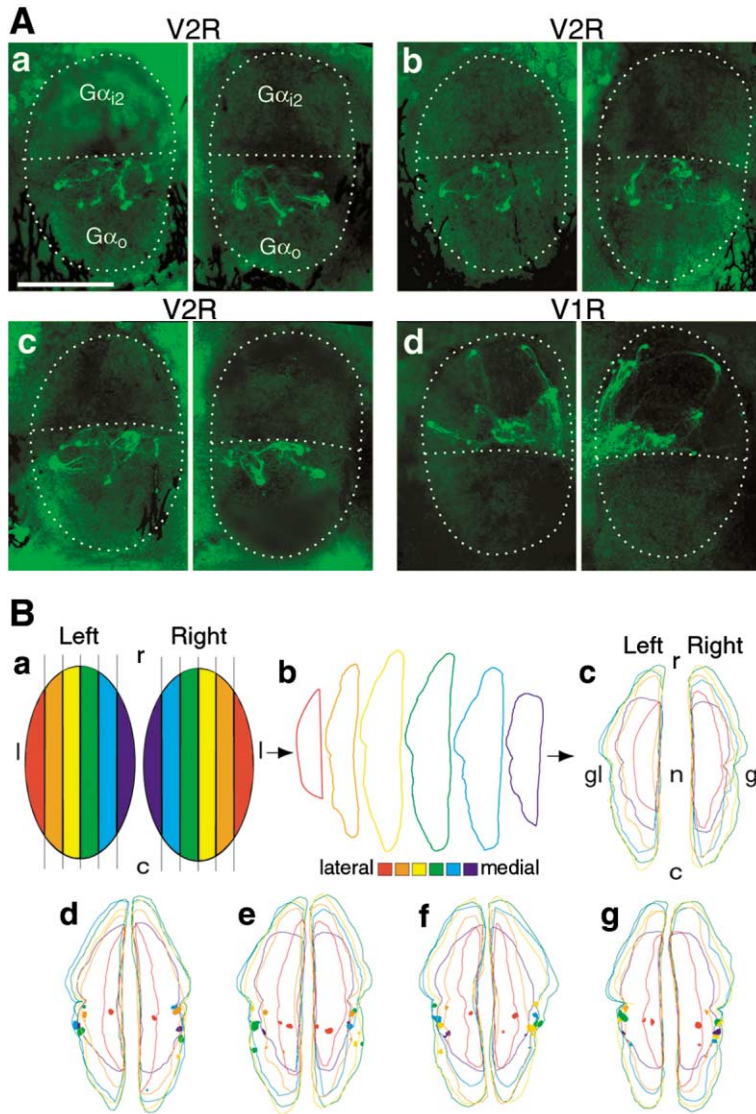 A
V2R V2R
a b
Gαi2 Gαi2
Gαo Gαo
V2R V1R
c d
B
Left Right
a r b c
Left Right
r
l l
gl n g
c c
lateral medial
d e f g